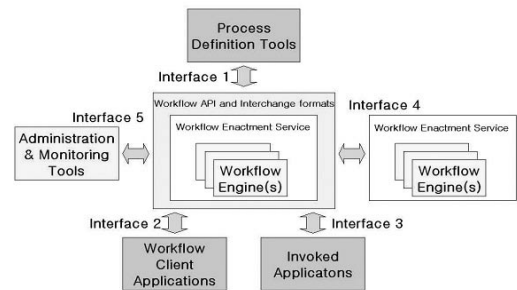 Process
Definition Tools
Interface 1
Workflow API and Interchange formats
Interface 4
Interface 5
Workflow Enactment Service
Workflow Enactment Service
Administration
& Monitoring
Tools
Workflow
Engine(s)
Workflow
Engine(s)
Interface 2
Interface 3
Workflow
Client
Applications
Invoked
Applicatons